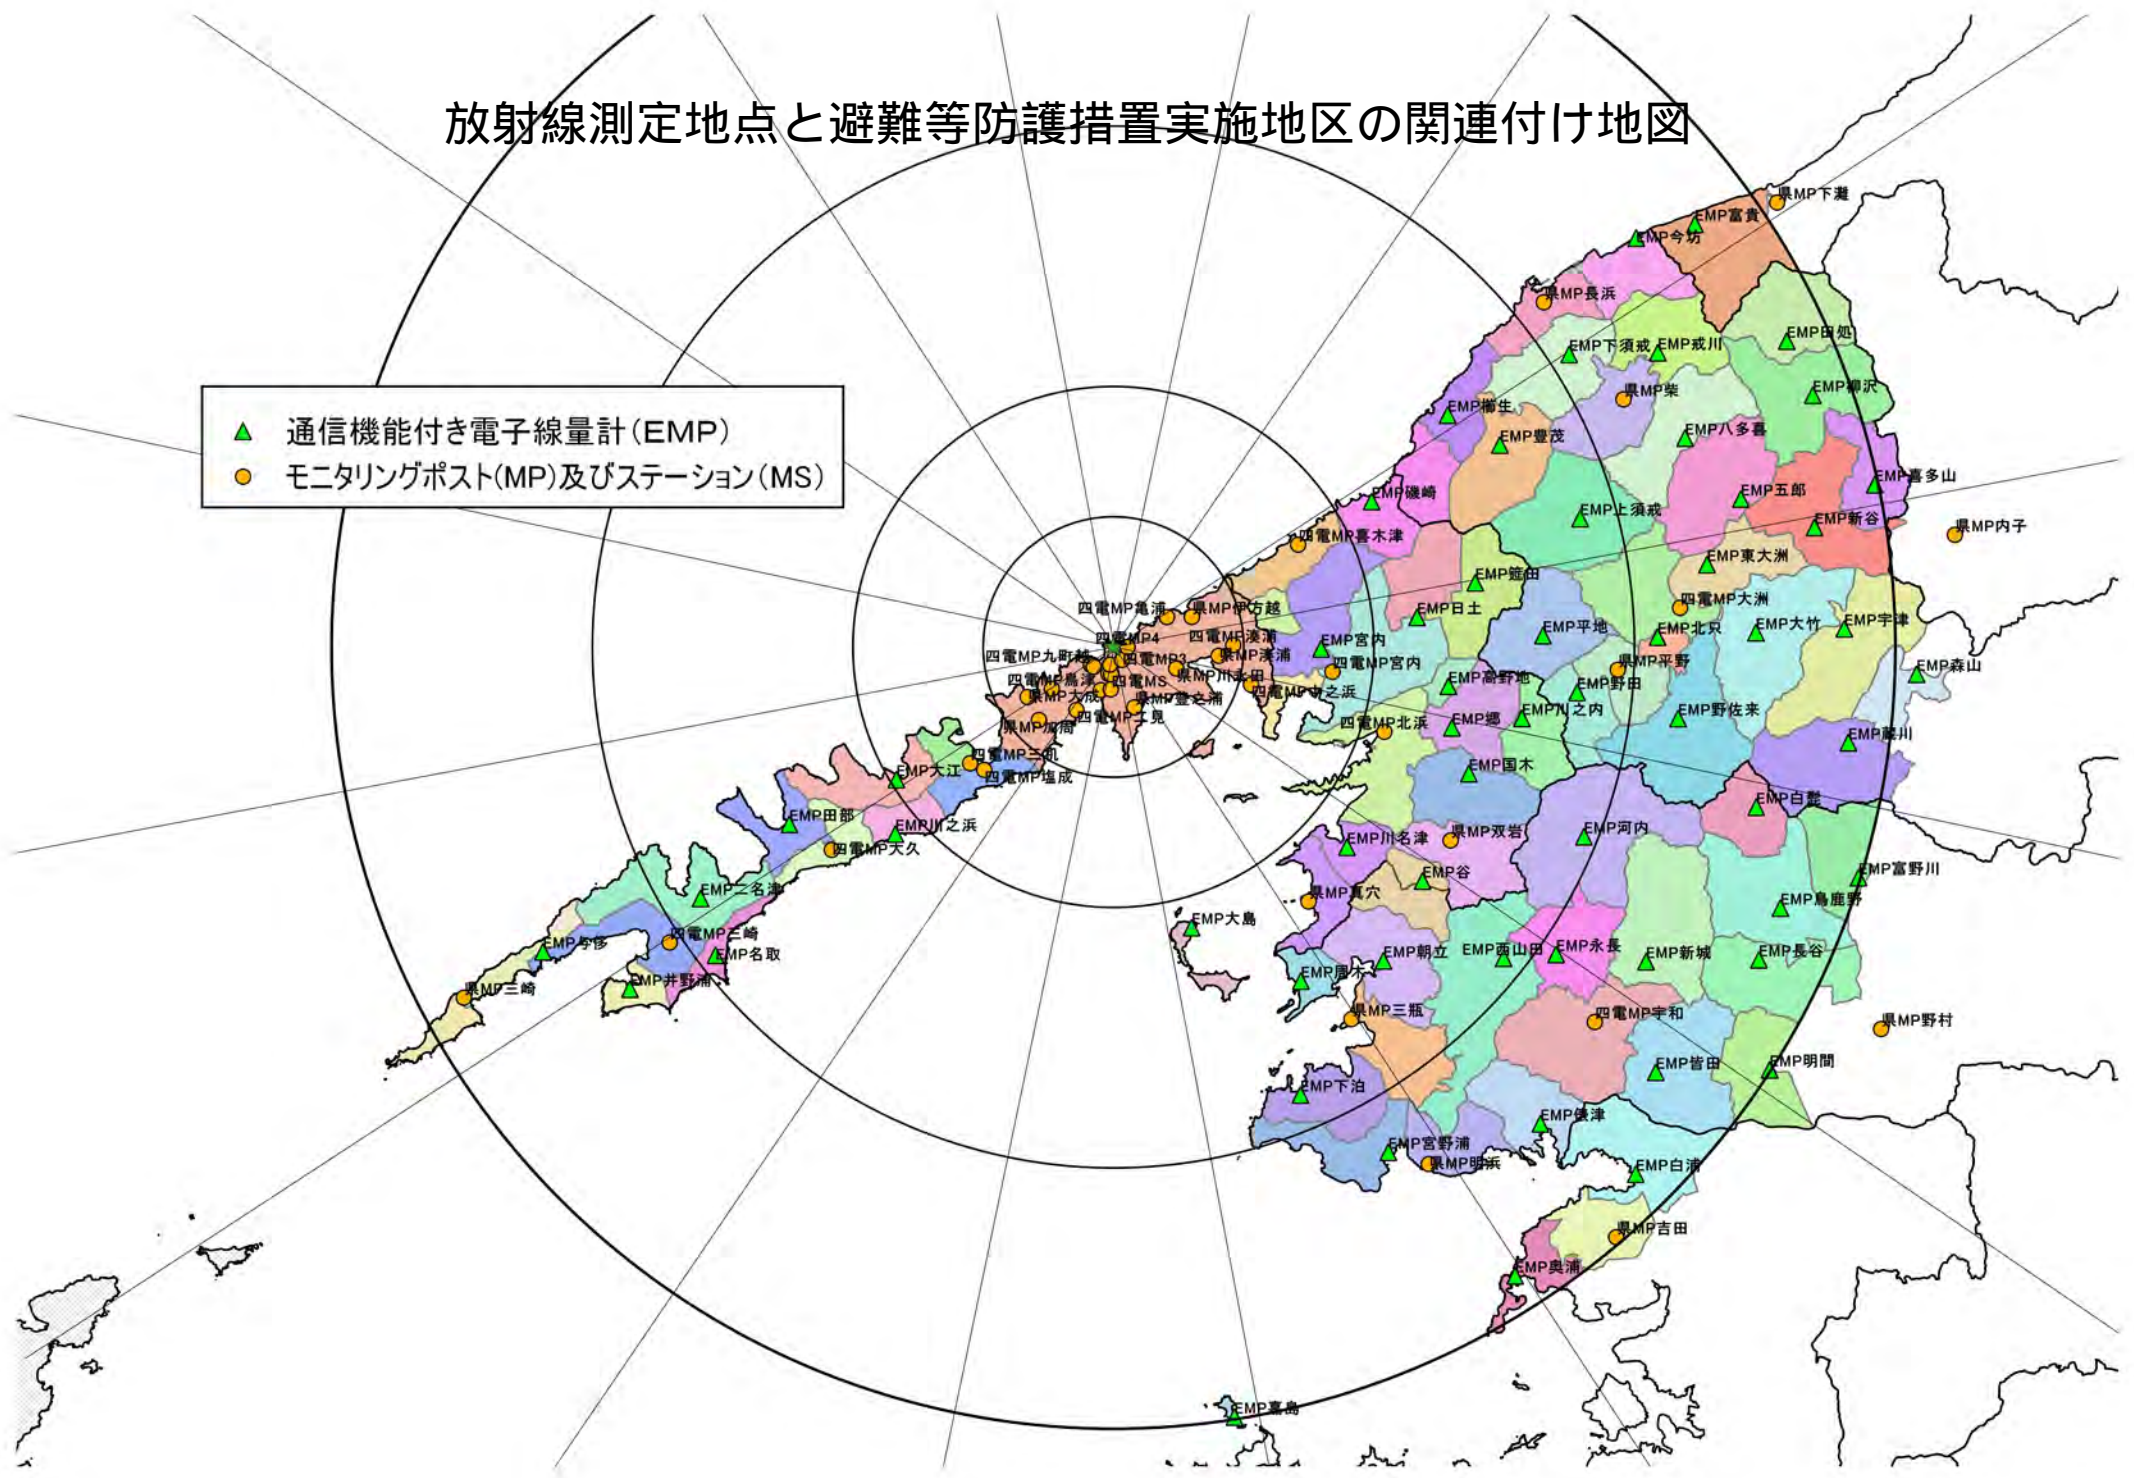 放射線測定地点と避難等防護措置実施地区の関連付け地図
通信機能付き電子線量計(EMP)
モニタリングポスト(MP)及びステーション(MS)
県MP下灘
EMP富貴
EMP今坊
県MP長浜
EMP田処
EMP下須戒
EMP戒川
EMP柳沢
県MP柴
EMP櫛生
EMP八多喜
EMP豊茂
EMP喜多山
EMP五郎
EMP磯崎
EMP上須戒
EMP新谷
県MP内子
四電MP喜木津
EMP東大洲
EMP日土
四電MP大洲
四電MP亀浦
県MP伊方越
EMP宇津
EMP大竹
EMP北只
EMP平地
四電MP4
四電MP湊浦
EMP宮内
四電MP九町越
四電MP3
県MP湊浦
四電MP宮内
県MP平野
EMP森山
県MP川永田
四電MP鳥津
四電MS
EMP高野地
EMP野田
県MP大成
県MP豊之浦
EMP川之内
EMP野佐来
EMP郷
四電MP二見
四電MP北浜
県MP加周
EMP蔵川
四電MP三机
EMP大江
四電MP塩成
EMP国木
EMP白髭
EMP田部
EMP川之浜
EMP川名津
県MP双岩
EMP河内
四電MP大久
EMP谷
EMP富野川
EMP二名津
県MP真穴
EMP鳥鹿野
EMP大島
四電MP三崎
EMP与侈
EMP名取
EMP朝立
EMP西山田
EMP永長
EMP新城
EMP長谷
EMP周木
EMP井野浦
県MP三崎
県MP三瓶
四電MP宇和
県MP野村
EMP皆田
EMP明間
EMP下泊
EMP俵津
EMP宮野浦
県MP明浜
EMP白浦
県MP吉田
EMP奥浦
EMP嘉島